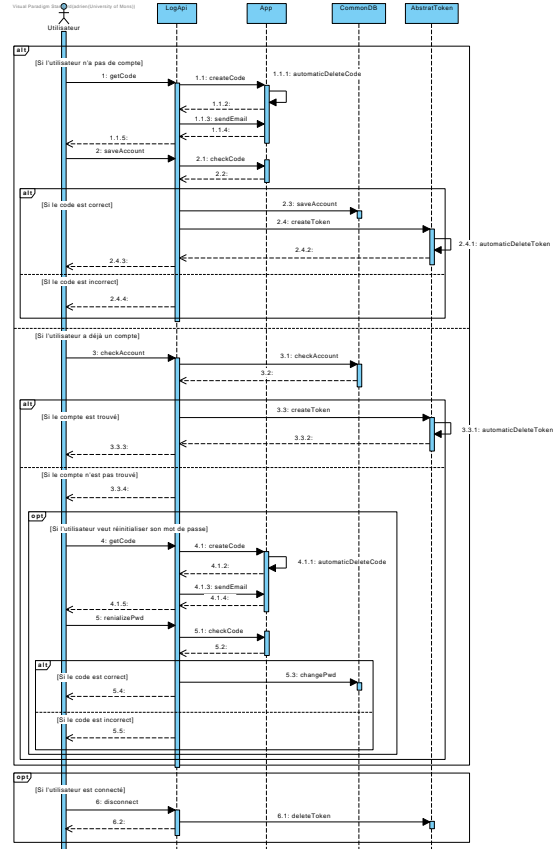 Visual Paradigm Standard(adrien(University of Mons))
Utilisateur
LogApi
App
CommonDB
AbstratToken
alt
[Si l'utilisateur n'a pas de compte]
1: getCode
1.1: createCode
1.1.1: automaticDeleteCode
1.1.2:
1.1.3: sendEmail
1.1.4:
1.1.5:
2: saveAccount
2.1: checkCode
2.2:
alt
[Si le code est correct]
2.3: saveAccount
2.4: createToken
2.4.1: automaticDeleteToken
2.4.2:
2.4.3:
[SI le code est incorrect]
2.4.4:
[Si l'utilisateur a déjà un compte]
3: checkAccount
3.1: checkAccount
3.2:
alt
[Si le compte est trouvé]
3.3: createToken
3.3.1: automaticDeleteToken
3.3.2:
3.3.3:
[Si le compte n'est pas trouvé]
3.3.4:
opt
[Si l'utilisateur veut réinitialiser son mot de passe]
4: getCode
4.1: createCode
4.1.1: automaticDeleteCode
4.1.2:
4.1.3: sendEmail
4.1.4:
4.1.5:
5: renializePwd
5.1: checkCode
5.2:
alt
[Si le code est correct]
5.3: changePwd
5.4:
[Si le code est incorrect]
5.5:
opt
[Si l'utilisateur est connecté]
6: disconnect
6.1: deleteToken
6.2: